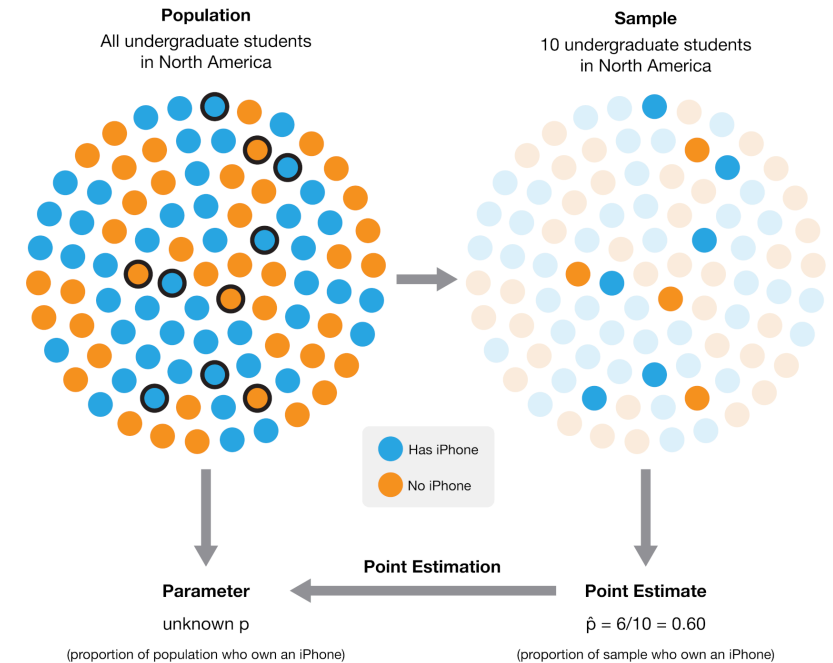 Population
All undergraduate students
in North America
Sample
10 undergraduate students
in North America
Has iPhone
No iPhone
Point Estimation
Parameter
unknown p
(proportion of population who own an iPhone)
Point Estimate
p̂ = 6/10 = 0.60
(proportion of sample who own an iPhone)